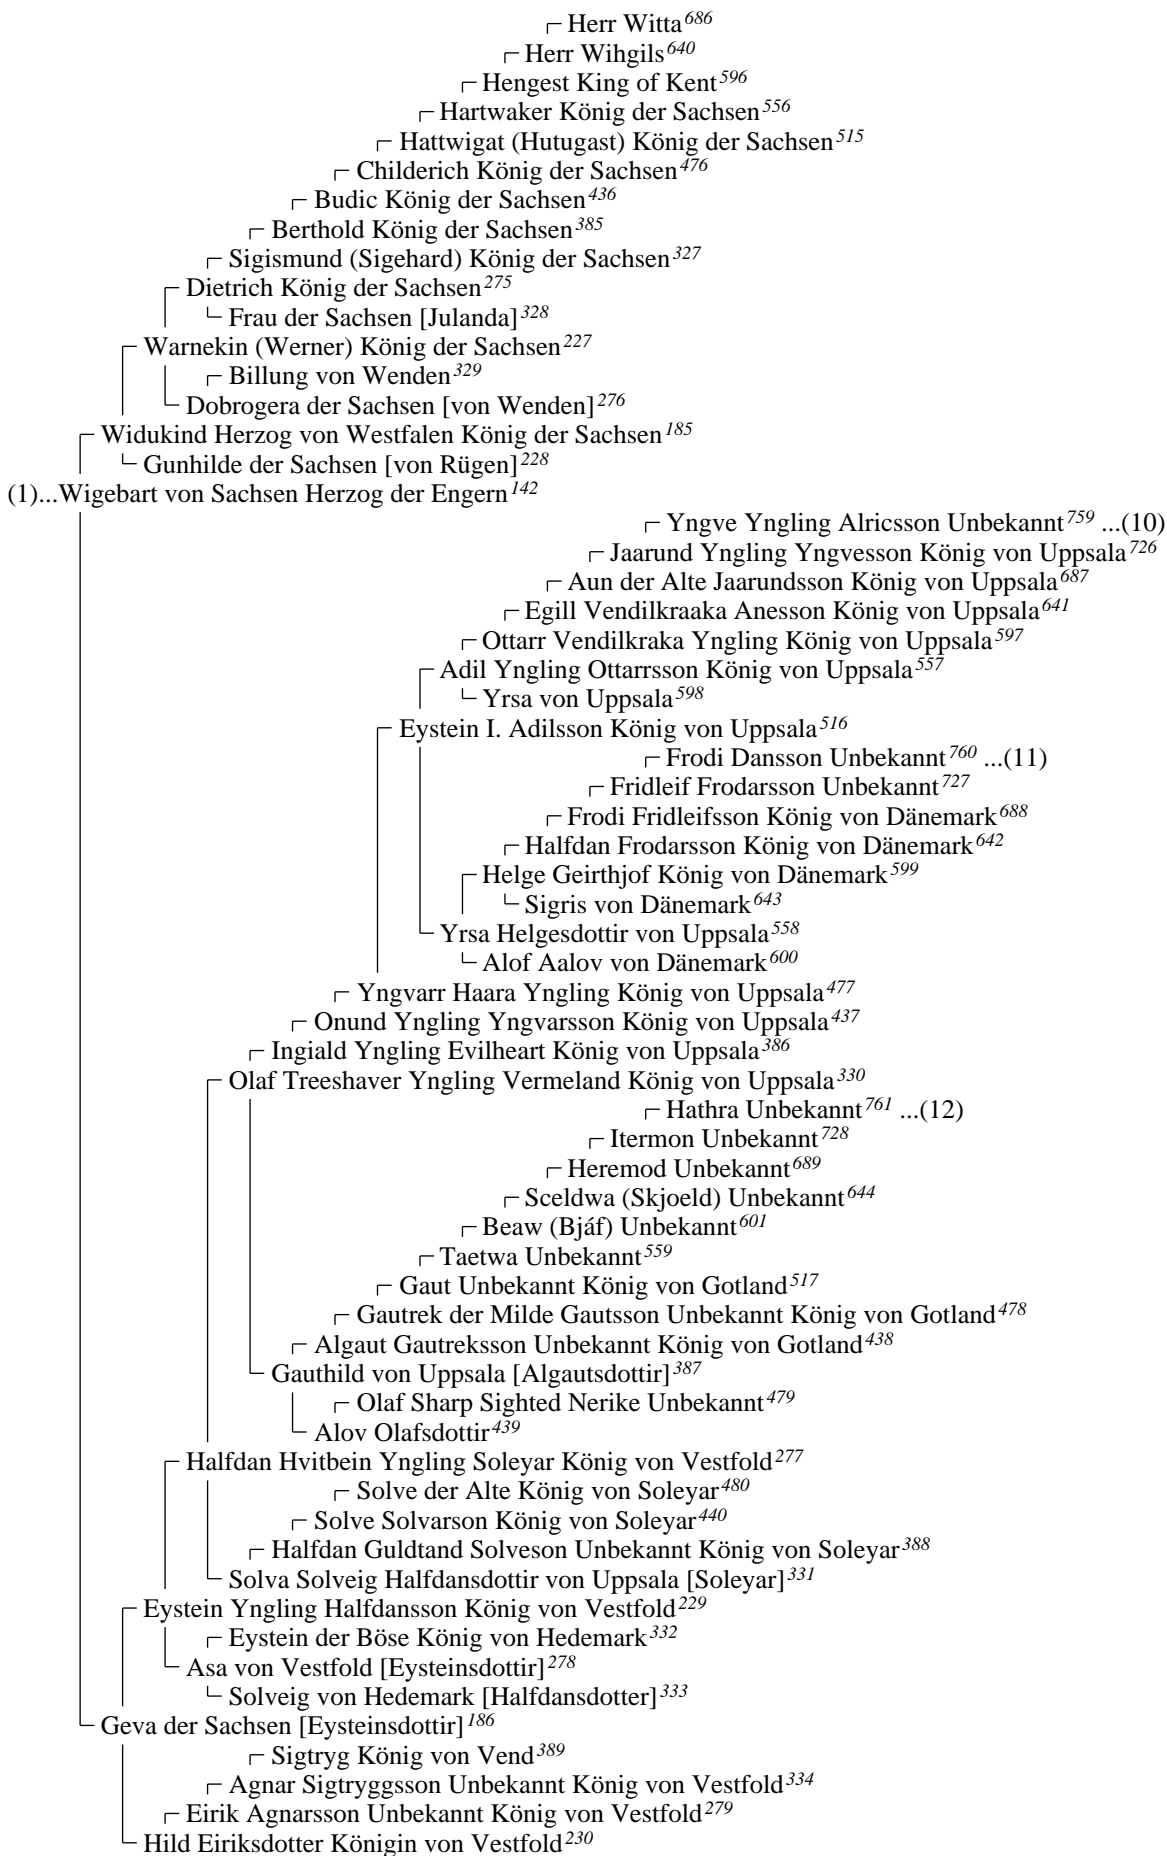 Herr Witta686
Herr Wihgils640
Hengest King of Kent596
Hartwaker König der Sachsen556
Hattwigat (Hutugast) König der Sachsen515
Childerich König der Sachsen476
Budic König der Sachsen436
Berthold König der Sachsen385
Sigismund (Sigehard) König der Sachsen327
Dietrich König der Sachsen275
Frau der Sachsen [Julanda]328
Warnekin (Werner) König der Sachsen227
Billung von Wenden329
Dobrogera der Sachsen [von Wenden]276
Widukind Herzog von Westfalen König der Sachsen185
Gunhilde der Sachsen [von Rügen]228
(1)...Wigebart von Sachsen Herzog der Engern142
Yngve Yngling Alricsson Unbekannt759 ...(10)
Jaarund Yngling Yngvesson König von Uppsala726
Aun der Alte Jaarundsson König von Uppsala687
Egill Vendilkraaka Anesson König von Uppsala641
Ottarr Vendilkraka Yngling König von Uppsala597
Adil Yngling Ottarrsson König von Uppsala557
Yrsa von Uppsala598
Eystein I. Adilsson König von Uppsala516
Frodi Dansson Unbekannt760 ...(11)
Fridleif Frodarsson Unbekannt727
Frodi Fridleifsson König von Dänemark688
Halfdan Frodarsson König von Dänemark642
Helge Geirthjof König von Dänemark599
Sigris von Dänemark643
Yrsa Helgesdottir von Uppsala558
Alof Aalov von Dänemark600
Yngvarr Haara Yngling König von Uppsala477
Onund Yngling Yngvarsson König von Uppsala437
Ingiald Yngling Evilheart König von Uppsala386
Olaf Treeshaver Yngling Vermeland König von Uppsala330
Hathra Unbekannt761 ...(12)
Itermon Unbekannt728
Heremod Unbekannt689
Sceldwa (Skjoeld) Unbekannt644
Beaw (Bjáf) Unbekannt601
Taetwa Unbekannt559
Gaut Unbekannt König von Gotland517
Gautrek der Milde Gautsson Unbekannt König von Gotland478
Algaut Gautreksson Unbekannt König von Gotland438
Gauthild von Uppsala [Algautsdottir]387
Olaf Sharp Sighted Nerike Unbekannt479
Alov Olafsdottir439
Halfdan Hvitbein Yngling Soleyar König von Vestfold277
Solve der Alte König von Soleyar480
Solve Solvarson König von Soleyar440
Halfdan Guldtand Solveson Unbekannt König von Soleyar388
Solva Solveig Halfdansdottir von Uppsala [Soleyar]331
Eystein Yngling Halfdansson König von Vestfold229
Eystein der Böse König von Hedemark332
Asa von Vestfold [Eysteinsdottir]278
Solveig von Hedemark [Halfdansdotter]333
Geva der Sachsen [Eysteinsdottir]186
Sigtryg König von Vend389
Agnar Sigtryggsson Unbekannt König von Vestfold334
Eirik Agnarsson Unbekannt König von Vestfold279
Hild Eiriksdotter Königin von Vestfold230